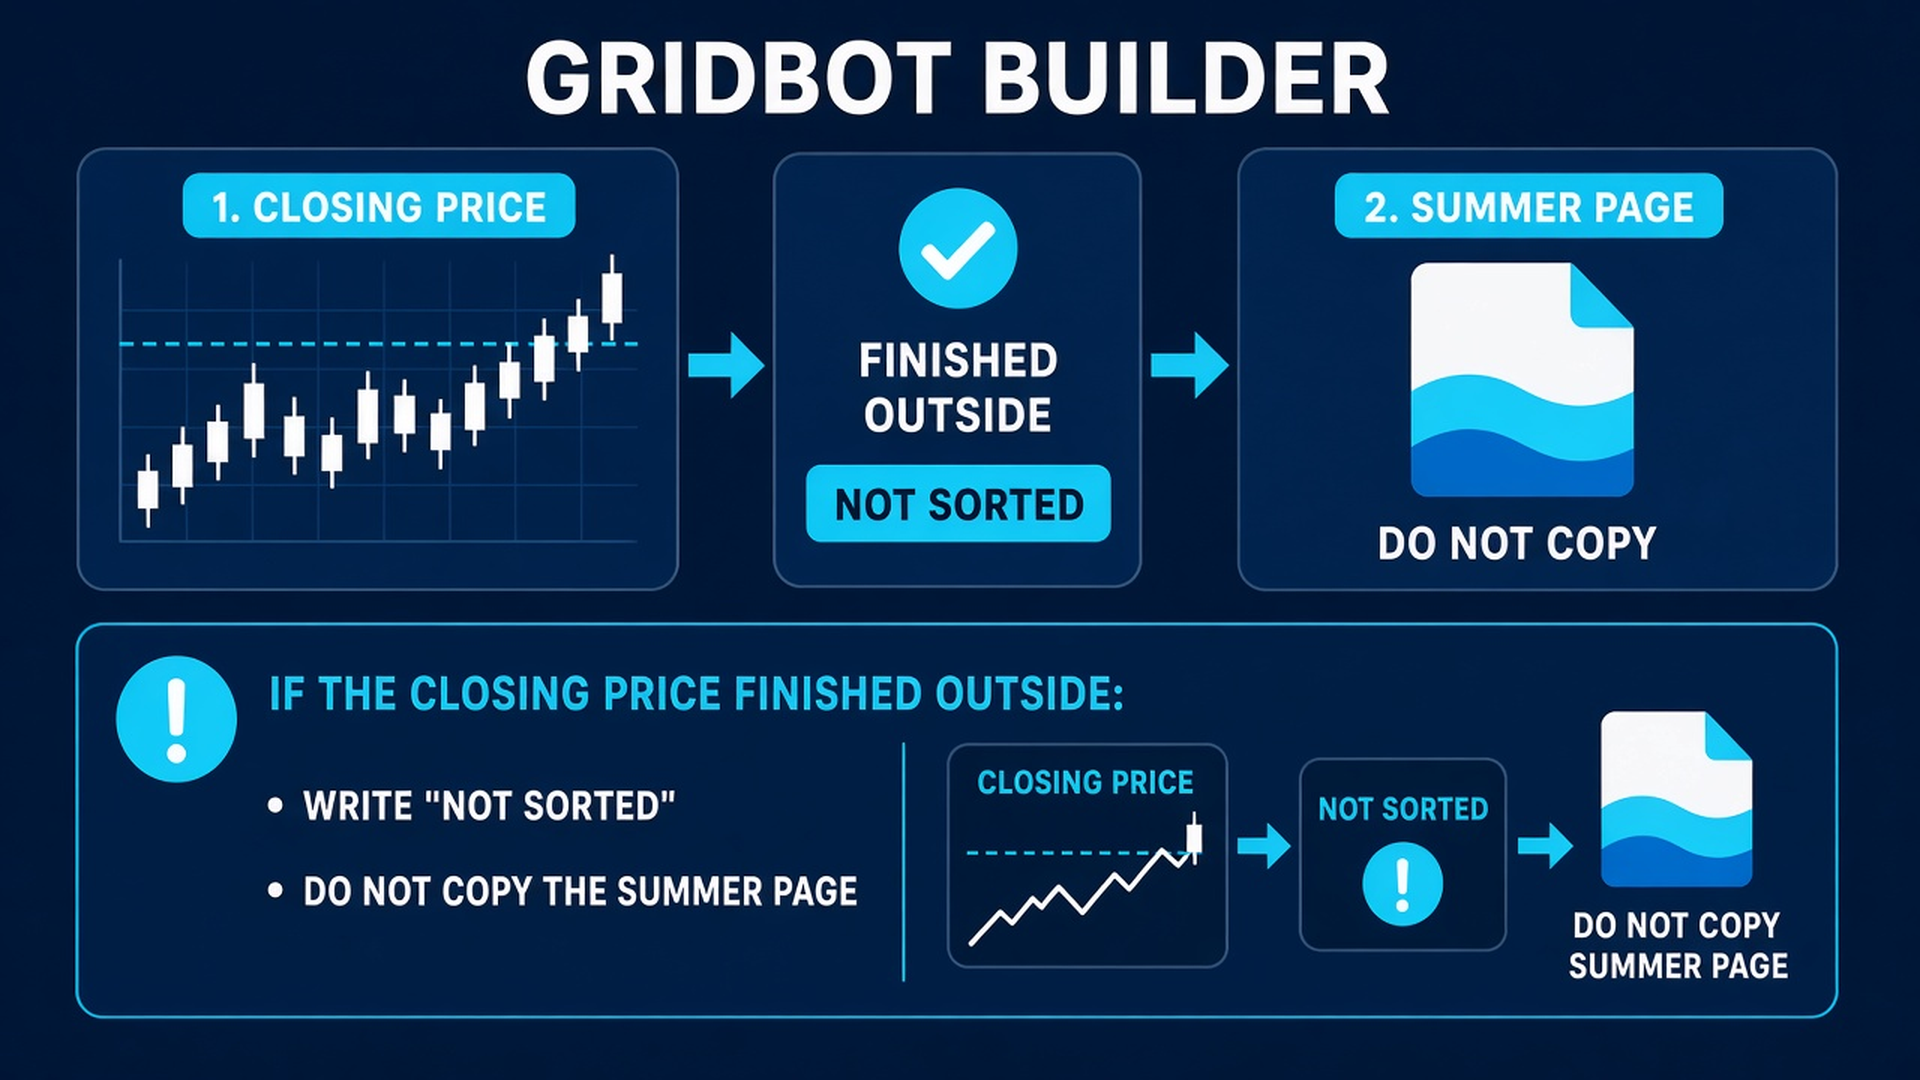 GRIDBOT BUILDER
1. CLOSING PRICE
FINISHED
OUTSIDE
NOT SORTED
2. SUMMER PAGE
DO NOT COPY
IF THE CLOSING PRICE FINISHED OUTSIDE:
• WRITE "NOT SORTED"
• DO NOT COPY THE SUMMER PAGE
CLOSING PRICE
NOT SORTED
DO NOT COPY
SUMMER PAGE